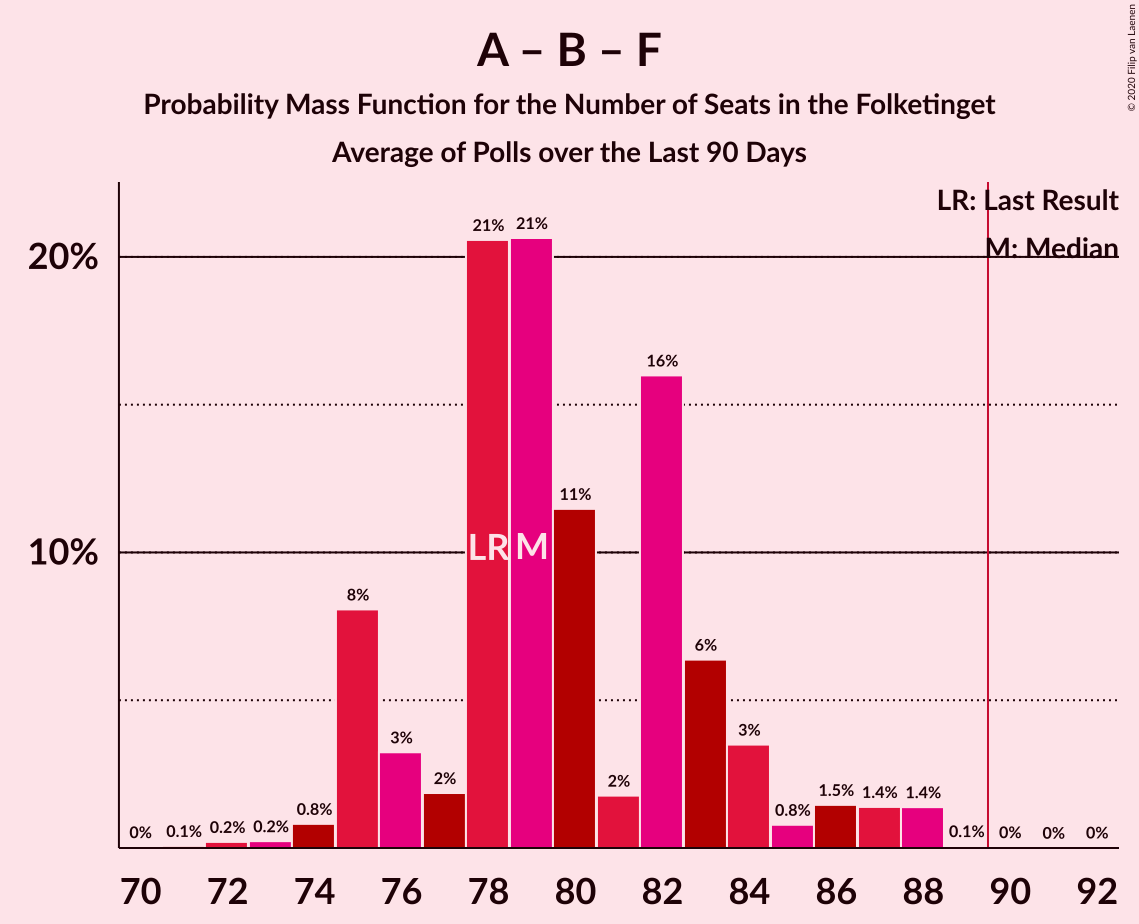 A – B – F
Probability Mass Function for the Number of Seats in the Folketinget
Average of Polls over the Last 90 Days
© 2020 Filip van Laenen
LR: Last Result
M: Median
20%
10%
0% 0.1% 0.2% 0.2% 0.8% 8% 3% 2% 21% 21% 11% 2% 16% 6% 3% 0.8% 1.5% 1.4% 1.4% 0.1% 0% 0% 0%
LR M
70 72 74 76 78 80 82 84 86 88 90 92